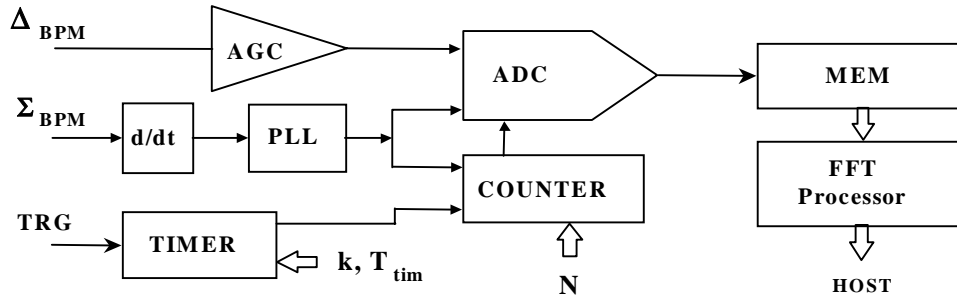 Δ BPM
AGC
ADC
MEM
Σ BPM
d/dt
PLL
COUNTER
FFT
Processor
TRG
TIMER
k, T tim
N
HOST